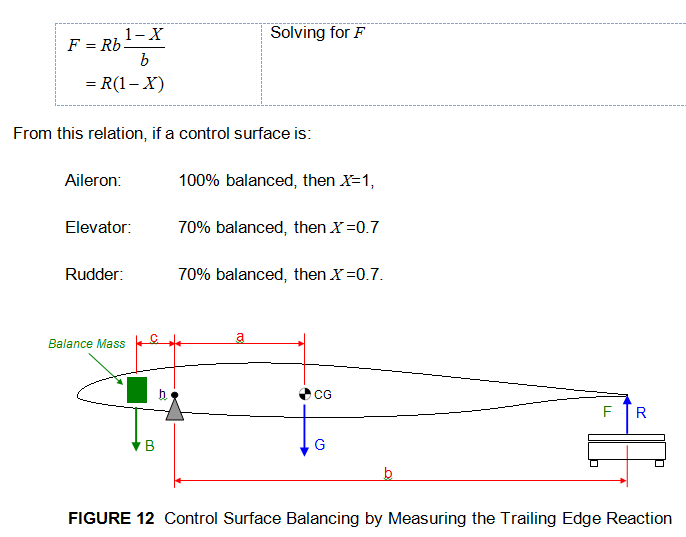 F = Rb (1 − X)/b
= R(1 − X)
Solving for F
From this relation, if a control surface is:
Aileron: 100% balanced, then X=1,
Elevator: 70% balanced, then X=0.7
Rudder: 70% balanced, then X=0.7.
Balance Mass
c
a
h
CG
F
R
B
G
b
FIGURE 12 Control Surface Balancing by Measuring the Trailing Edge Reaction